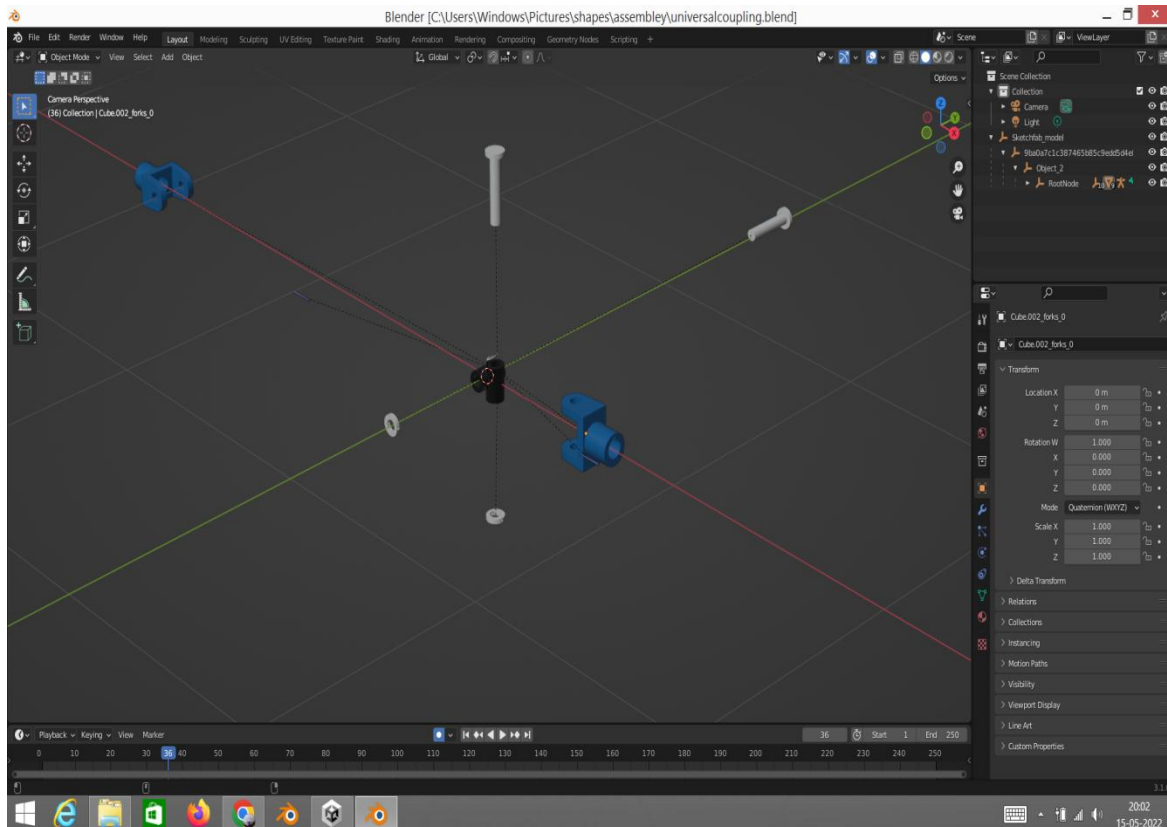 Blender [C:\Users\Windows\Pictures\shapes\assembley\universalcoupling.blend]
File Edit Render Window Help Layout Modeling Sculpting UV Editing Texture Paint Shading Animation Rendering Compositing Geometry Nodes Scripting + Scene ViewLayer
Object Mode View Select Add Object Global
Options
Camera Perspective
(36) Collection | Cube.002_forks_0
Z
Y
X
Scene Collection
Collection
Camera
Light
Sketchfab_model
Object_2
RootNode
Cube.002_forks_0
Cube.002_forks_0
Transform
Location X 0 m
Y 0 m
Z 0 m
Rotation W 1.000
X 0.000
Y 0.000
Z 0.000
Mode Quaternion (WXYZ)
Scale X 1.000
Y 1.000
Z 1.000
Delta Transform
Relations
Collections
Instancing
Motion Paths
Visibility
Viewport Display
Line Art
Custom Properties
Playback Keying View Marker 36 Start 1 End 250
0 10 20 30 36 40 50 60 70 80 90 100 110 120 130 140 150 160 170 180 190 200 210 220 230 240 250
20:02
15-05-2022